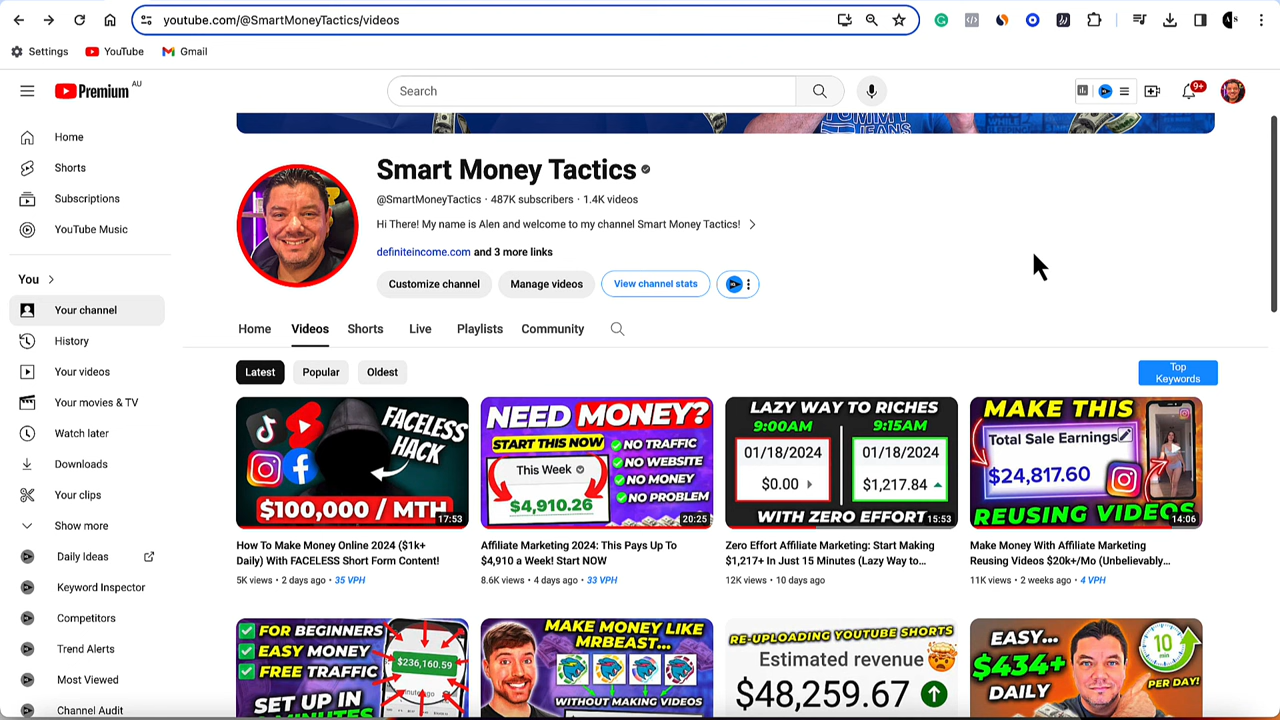 youtube.com/@SmartMoneyTactics/videos
Settings
YouTube
Gmail
Premium AU
Search
9+
TOMMY
JEANS
Home
Shorts
Subscriptions
YouTube Music
You
Your channel
History
Your videos
Your movies & TV
Watch later
Downloads
Your clips
Show more
Daily Ideas
Keyword Inspector
Competitors
Trend Alerts
Most Viewed
Channel Audit
Smart Money Tactics
@SmartMoneyTactics · 487K subscribers · 1.4K videos
Hi There! My name is Alen and welcome to my channel Smart Money Tactics!
definiteincome.com and 3 more links
Customize channel
Manage videos
View channel stats
Home
Videos
Shorts
Live
Playlists
Community
Latest
Popular
Oldest
Top
Keywords
FACELESS
HACK
$100,000 / MTH
17:53
How To Make Money Online 2024 ($1k+
Daily) With FACELESS Short Form Content!
5K views · 2 days ago · 35 VPH
NEED MONEY?
START THIS NOW
NO TRAFFIC
NO WEBSITE
NO MONEY
NO PROBLEM
This Week
$4,910.26
20:25
Affiliate Marketing 2024: This Pays Up To
$4,910 a Week! Start NOW
8.6K views · 4 days ago · 33 VPH
LAZY WAY TO RICHES
9:00AM
9:15AM
01/18/2024
$0.00
01/18/2024
$1,217.84
WITH ZERO EFFORT
15:53
Zero Effort Affiliate Marketing: Start Making
$1,217+ In Just 15 Minutes (Lazy Way to...
12K views · 10 days ago
MAKE THIS
Total Sale Earnings
$24,817.60
REUSING VIDEOS
14:06
Make Money With Affiliate Marketing
Reusing Videos $20k+/Mo (Unbelievably...
11K views · 2 weeks ago · 4 VPH
FOR BEGINNERS
EASY MONEY
FREE TRAFFIC
SET UP IN
$236,160.59
MAKE MONEY LIKE
MRBEAST...
WITHOUT MAKING VIDEOS
RE-UPLOADING YOUTUBE SHORTS
Estimated revenue
$48,259.67
EASY...
$434+
DAILY
10
min
PER DAY!